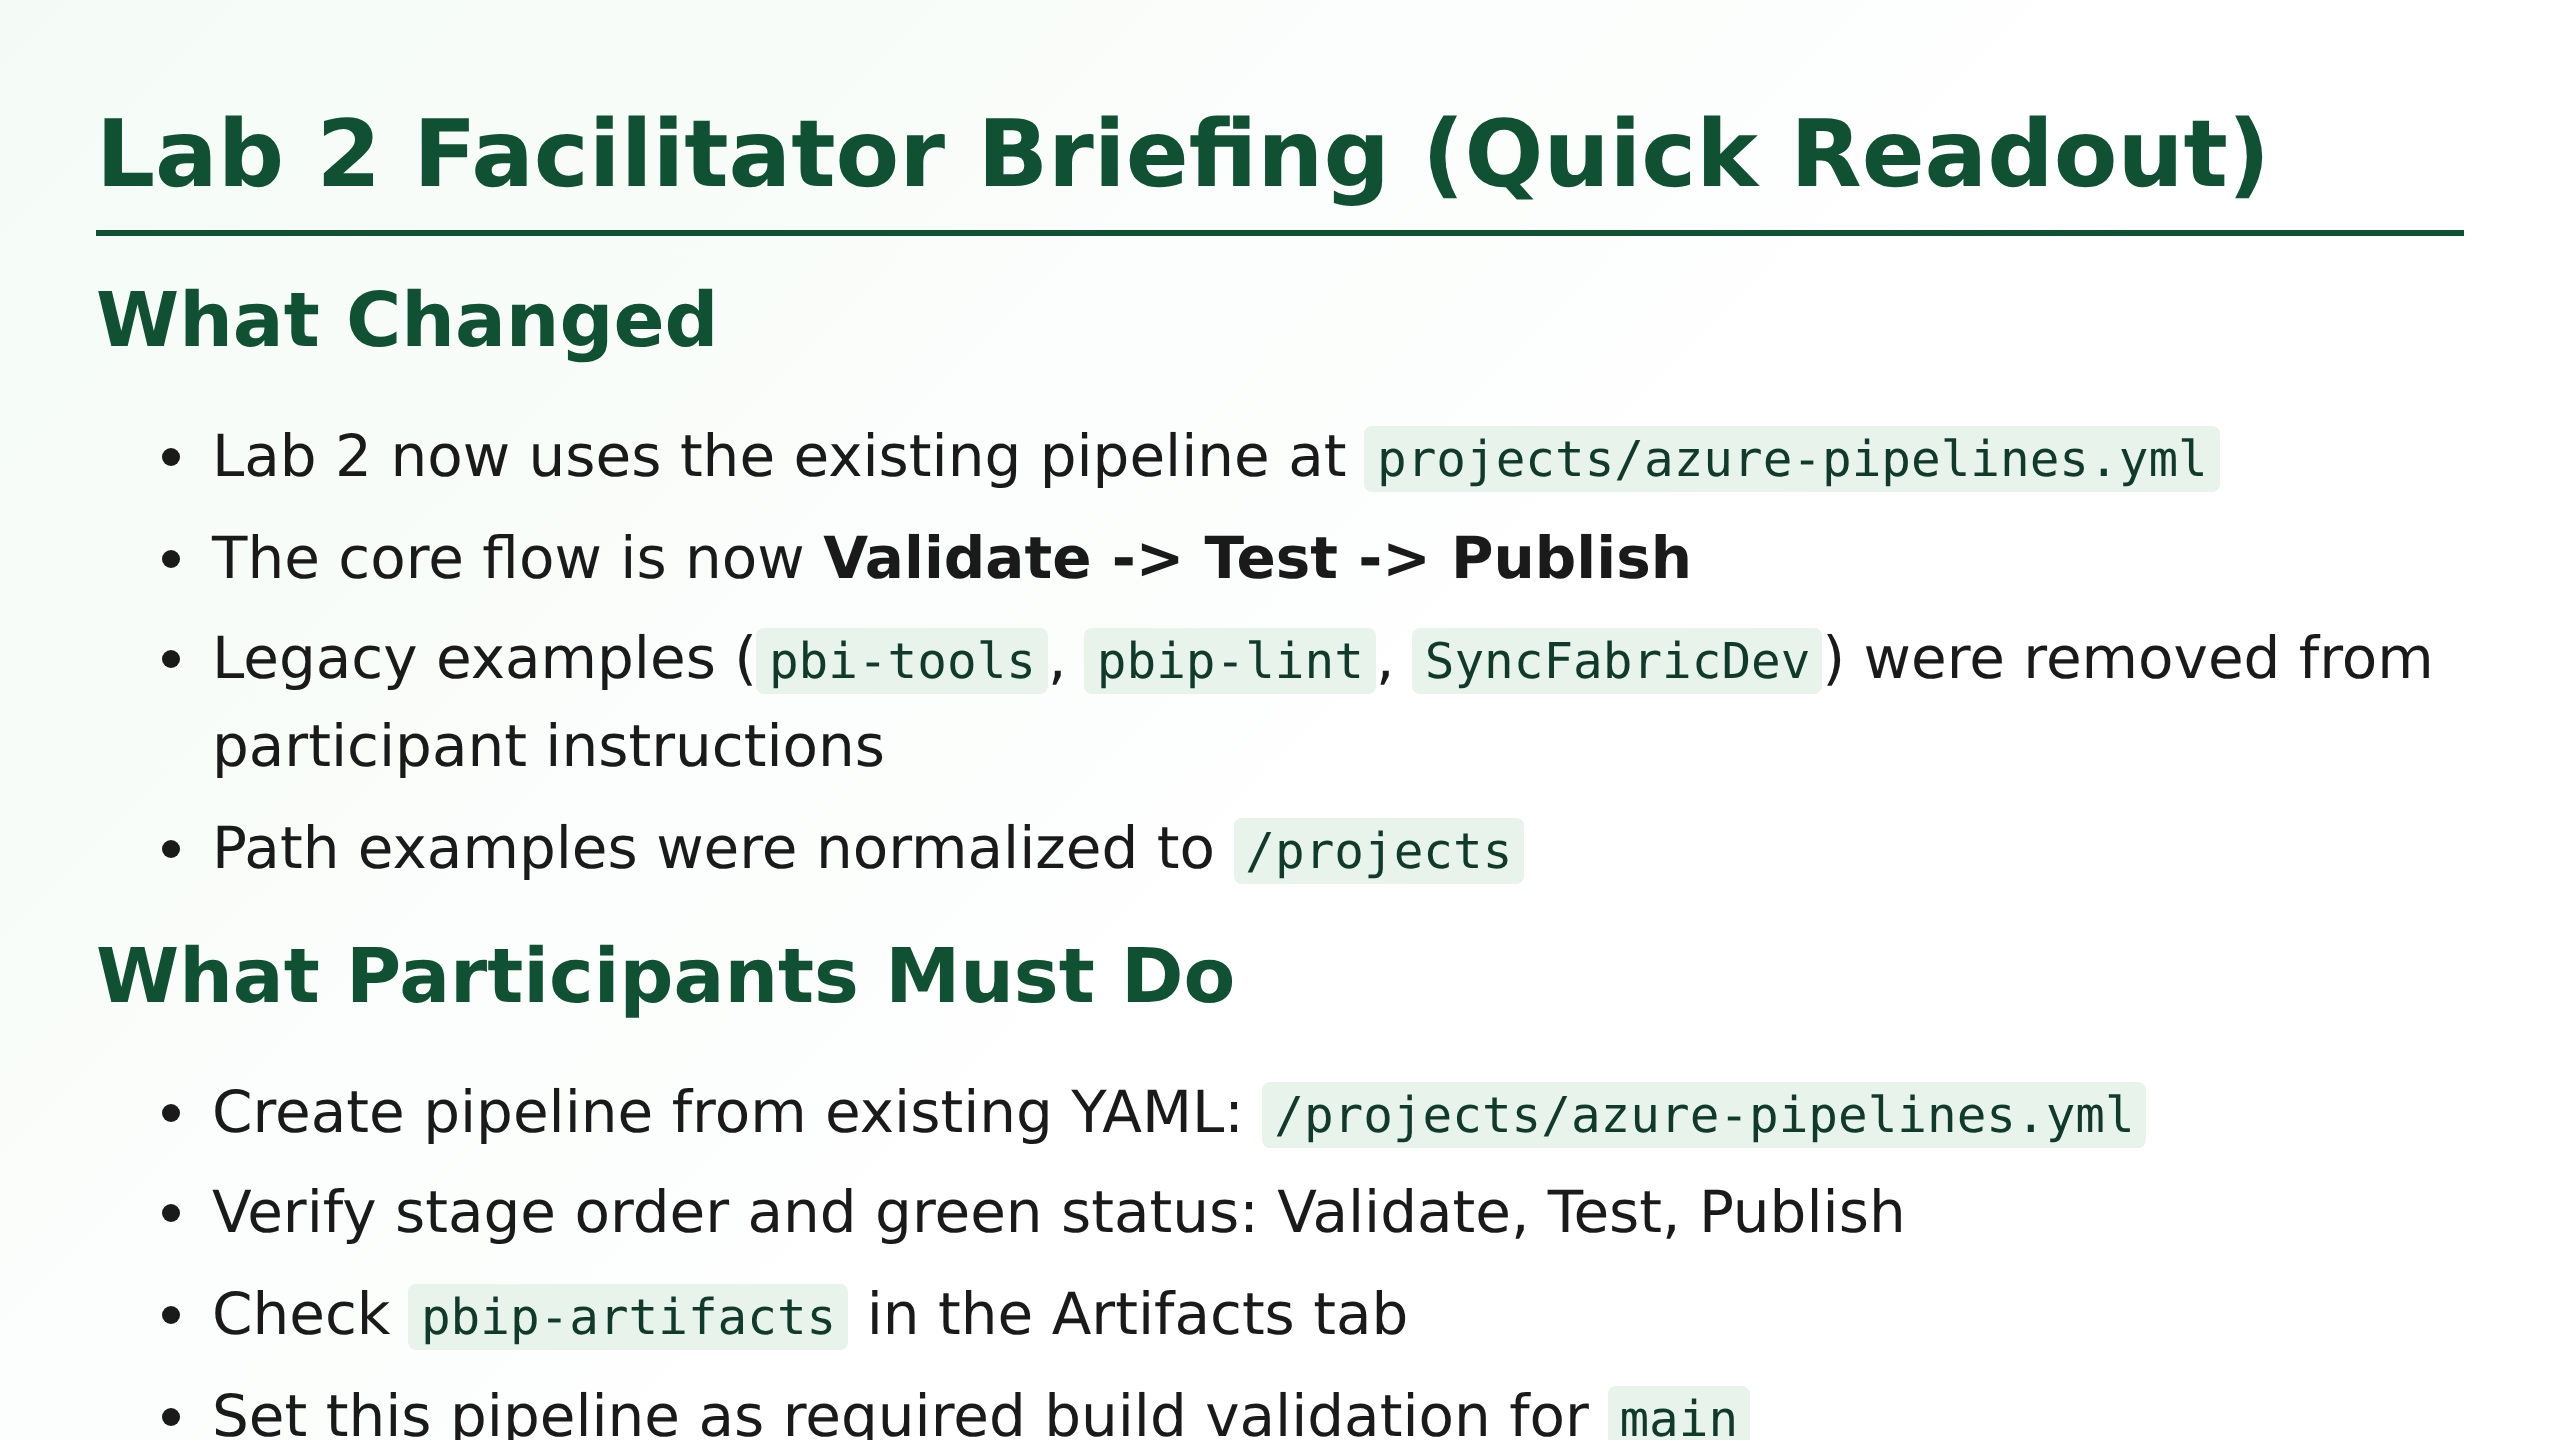 Lab 2 Facilitator Briefing (Quick Readout)
What Changed
• Lab 2 now uses the existing pipeline at projects/azure-pipelines.yml
• The core flow is now Validate -> Test -> Publish
• Legacy examples (pbi-tools, pbip-lint, SyncFabricDev) were removed from
participant instructions
• Path examples were normalized to /projects
What Participants Must Do
• Create pipeline from existing YAML: /projects/azure-pipelines.yml
• Verify stage order and green status: Validate, Test, Publish
• Check pbip-artifacts in the Artifacts tab
• Set this pipeline as required build validation for main